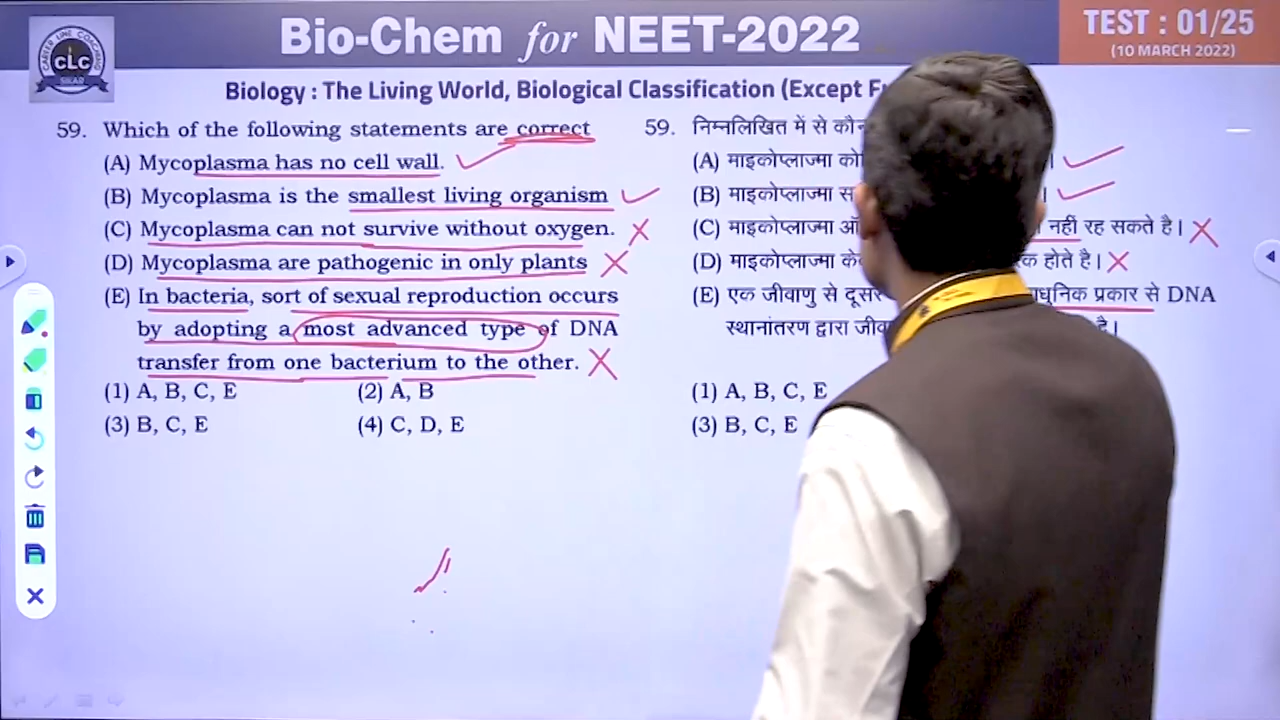 CAREER LINE COACHING
CLC
SIKAR
Bio-Chem for NEET-2022
TEST : 01/25
(10 MARCH 2022)
Biology : The Living World, Biological Classification (Except
59. Which of the following statements are correct
(A) Mycoplasma has no cell wall.
(B) Mycoplasma is the smallest living organism
(C) Mycoplasma can not survive without oxygen.
(D) Mycoplasma are pathogenic in only plants
(E) In bacteria, sort of sexual reproduction occurs
by adopting a most advanced type of DNA
transfer from one bacterium to the other.
(1) A, B, C, E (2) A, B
(3) B, C, E (4) C, D, E
59. निम्नलिखित में से
(A) माइकोप्लाज्मा
(B) माइकोप्लाज्मा
(C) माइकोप्लाज्मा नहीं रह सकते है।
(D) माइकोप्लाज्मा होते है।
(E) एक जीवाणु से प्रकार से DNA
स्थानांतरण द्वारा है।
(1) A, B, C, E
(3) B, C, E